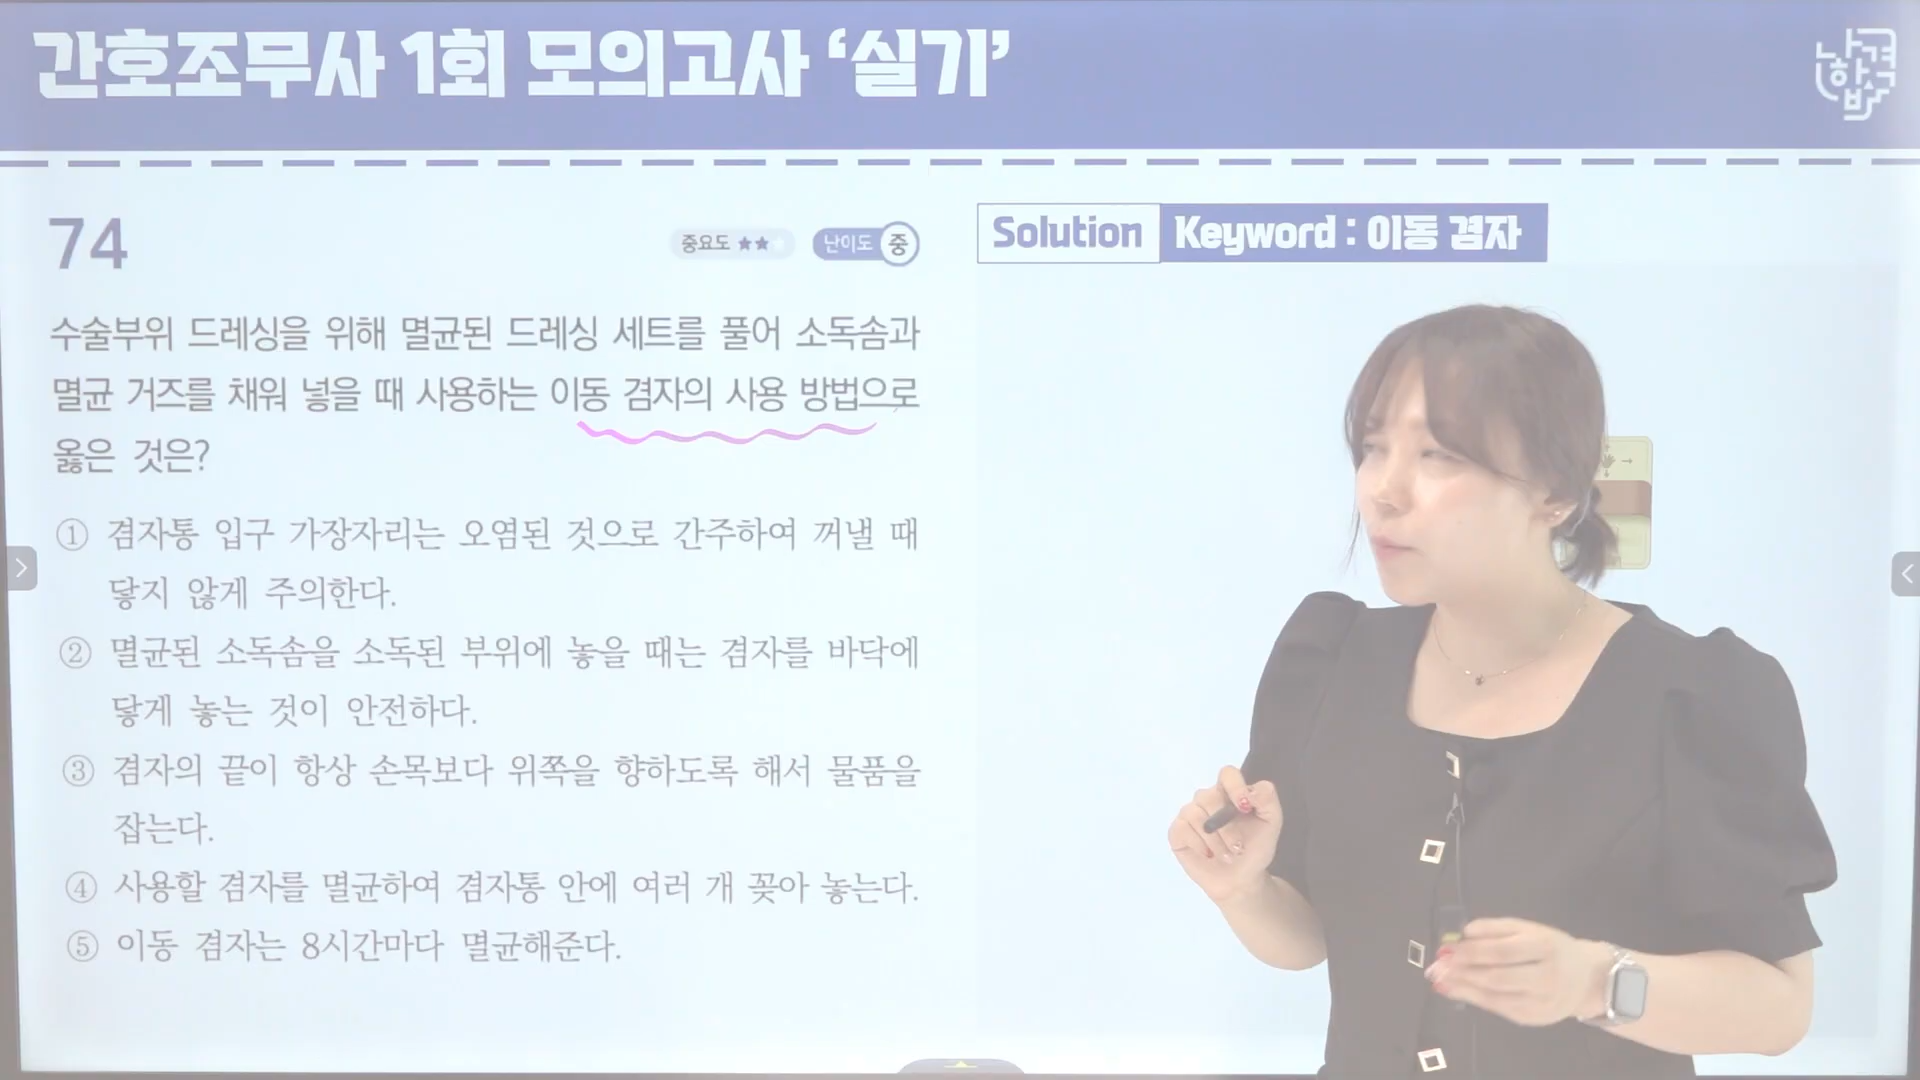 간호조무사 1회 모의고사 ‘실기’
나합격
74
중요도 ★★★
난이도 중
Solution Keyword : 이동 겸자
수술부위 드레싱을 위해 멸균된 드레싱 세트를 풀어 소독솜과
멸균 거즈를 채워 넣을 때 사용하는 이동 겸자의 사용 방법으로
옳은 것은?
① 겸자통 입구 가장자리는 오염된 것으로 간주하여 꺼낼 때
닿지 않게 주의한다.
② 멸균된 소독솜을 소독된 부위에 놓을 때는 겸자를 바닥에
닿게 놓는 것이 안전하다.
③ 겸자의 끝이 항상 손목보다 위쪽을 향하도록 해서 물품을
잡는다.
④ 사용할 겸자를 멸균하여 겸자통 안에 여러 개 꽂아 놓는다.
⑤ 이동 겸자는 8시간마다 멸균해준다.